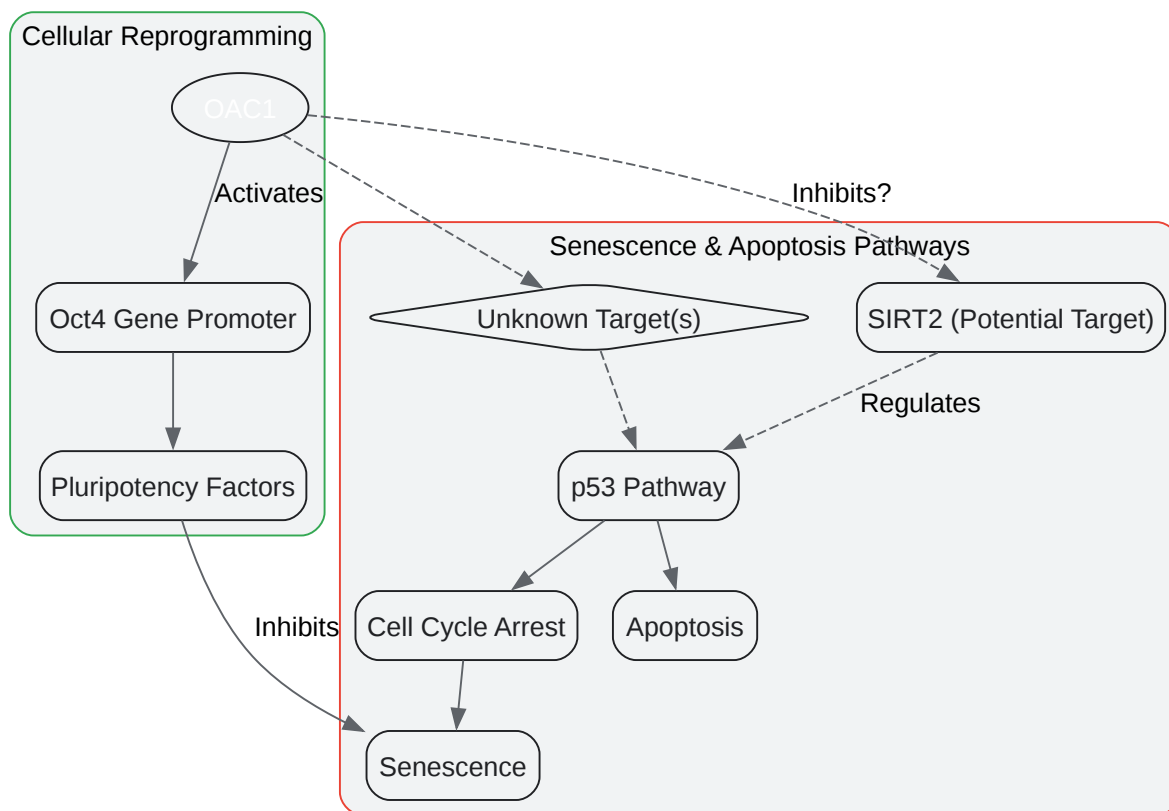 Cellular Reprogramming
OAC1
Activates
Inhibits?
Senescence & Apoptosis Pathways
Oct4 Gene Promoter
Unknown Target(s)
SIRT2 (Potential Target)
Regulates
Pluripotency Factors
p53 Pathway
Inhibits
Cell Cycle Arrest
Apoptosis
Senescence